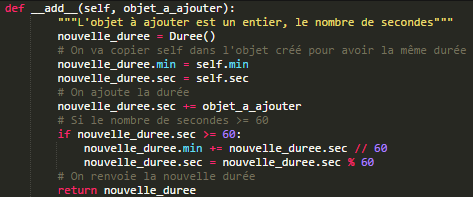 def __add__(self, objet_a_ajouter):
    """L'objet à ajouter est un entier, le nombre de secondes"""
    nouvelle_duree = Duree()
    # On va copier self dans l'objet créé pour avoir la même durée
    nouvelle_duree.min = self.min
    nouvelle_duree.sec = self.sec
    # On ajoute la durée
    nouvelle_duree.sec += objet_a_ajouter
    # Si le nombre de secondes >= 60
    if nouvelle_duree.sec >= 60:
        nouvelle_duree.min += nouvelle_duree.sec // 60
        nouvelle_duree.sec = nouvelle_duree.sec % 60
    # On renvoie la nouvelle durée
    return nouvelle_duree